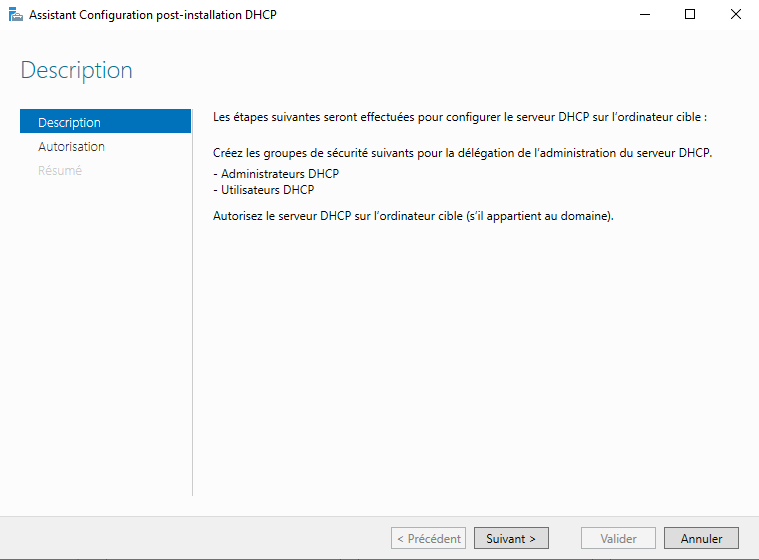 Assistant Configuration post-installation DHCP
Description
Description
Autorisation
Résumé
Les étapes suivantes seront effectuées pour configurer le serveur DHCP sur l’ordinateur cible :
Créez les groupes de sécurité suivants pour la délégation de l’administration du serveur DHCP.
- Administrateurs DHCP
- Utilisateurs DHCP
Autorisez le serveur DHCP sur l’ordinateur cible (s’il appartient au domaine).
< Précédent
Suivant >
Valider
Annuler